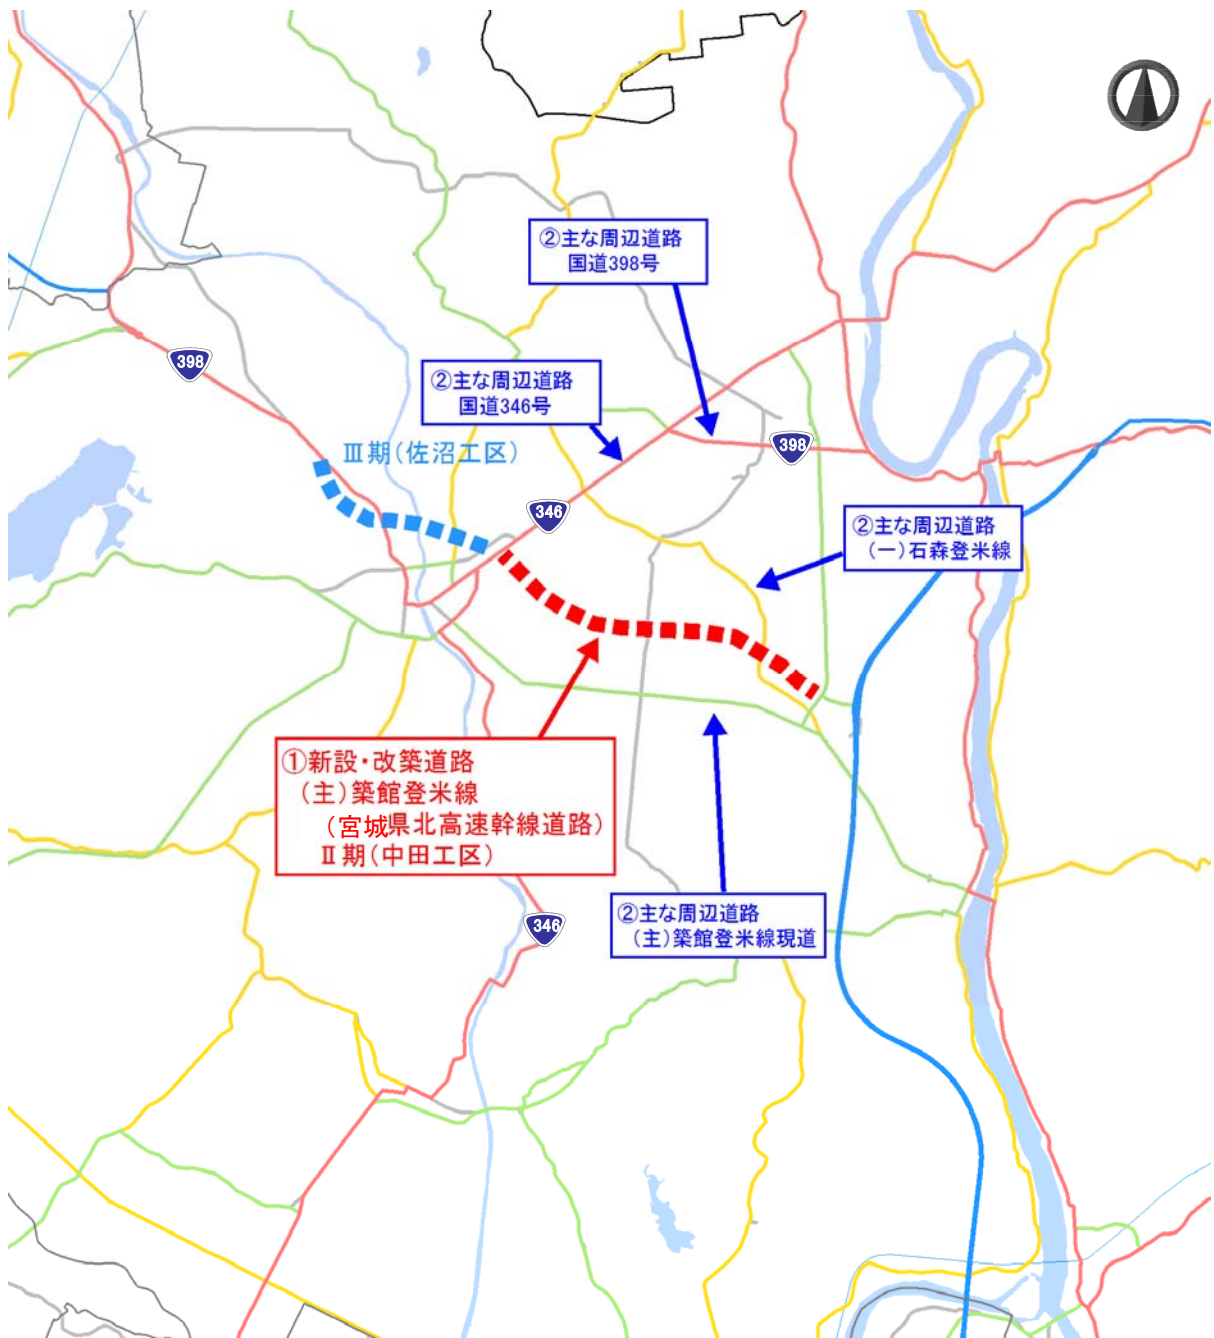 ②主な周辺道路
国道398号
398
②主な周辺道路
国道346号
Ⅲ期(佐沼工区)
398
346
②主な周辺道路
(一)石森登米線
①新設・改築道路
(主)築館登米線
(宮城県北高速幹線道路)
Ⅱ期(中田工区)
②主な周辺道路
(主)築館登米線現道
346